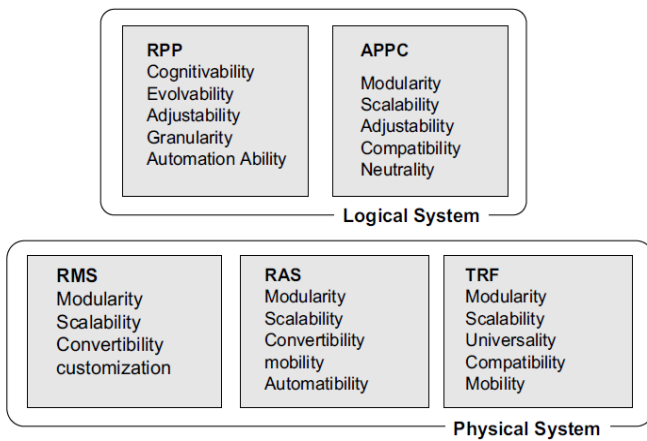 RPP
Cognitivability
Evolvability
Adjustability
Granularity
Automation Ability
APPC
Modularity
Scalability
Adjustability
Compatibility
Neutrality
Logical System
RMS
Modularity
Scalability
Convertibility
customization
RAS
Modularity
Scalability
Convertibility
mobility
Automatibility
TRF
Modularity
Scalability
Universality
Compatibility
Mobility
Physical System